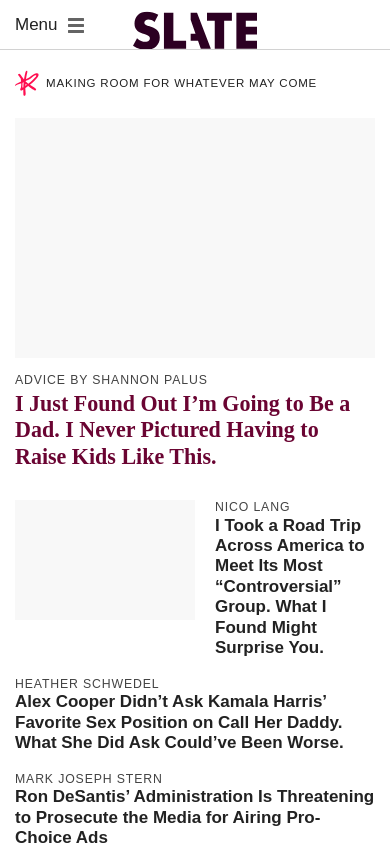 Menu
SLATE
MAKING ROOM FOR WHATEVER MAY COME
ADVICE BY SHANNON PALUS
I Just Found Out I’m Going to Be a
Dad. I Never Pictured Having to
Raise Kids Like This.
NICO LANG
I Took a Road Trip
Across America to
Meet Its Most
“Controversial”
Group. What I
Found Might
Surprise You.
HEATHER SCHWEDEL
Alex Cooper Didn’t Ask Kamala Harris’
Favorite Sex Position on Call Her Daddy.
What She Did Ask Could’ve Been Worse.
MARK JOSEPH STERN
Ron DeSantis’ Administration Is Threatening
to Prosecute the Media for Airing Pro-
Choice Ads